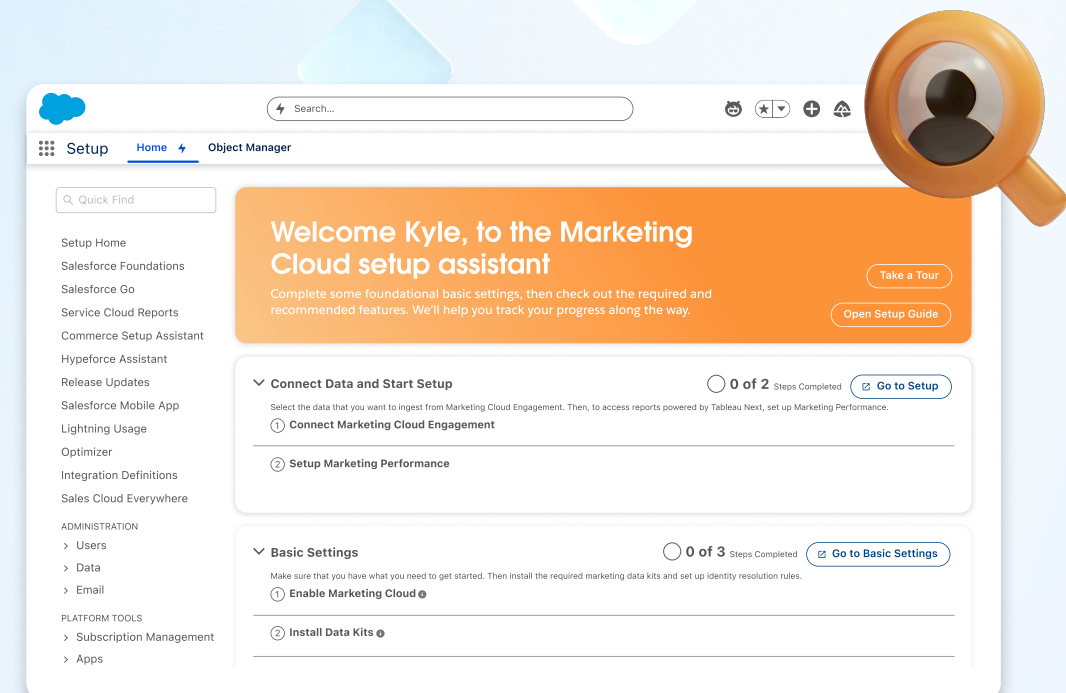 Search...
Setup
Home
Object Manager
Quick Find
Setup Home
Salesforce Foundations
Salesforce Go
Service Cloud Reports
Commerce Setup Assistant
Hypeforce Assistant
Release Updates
Salesforce Mobile App
Lightning Usage
Optimizer
Integration Definitions
Sales Cloud Everywhere
ADMINISTRATION
Users
Data
Email
PLATFORM TOOLS
Subscription Management
Apps
Welcome Kyle, to the Marketing
Cloud setup assistant
Complete some foundational basic settings, then check out the required and
recommended features. We'll help you track your progress along the way.
Take a Tour
Open Setup Guide
Connect Data and Start Setup
0 of 2 Steps Completed
Go to Setup
Select the data that you want to ingest from Marketing Cloud Engagement. Then, to access reports powered by Tableau Next, set up Marketing Performance.
1 Connect Marketing Cloud Engagement
2 Setup Marketing Performance
Basic Settings
0 of 3 Steps Completed
Go to Basic Settings
Make sure that you have what you need to get started. Then install the required marketing data kits and set up identity resolution rules.
1 Enable Marketing Cloud
2 Install Data Kits